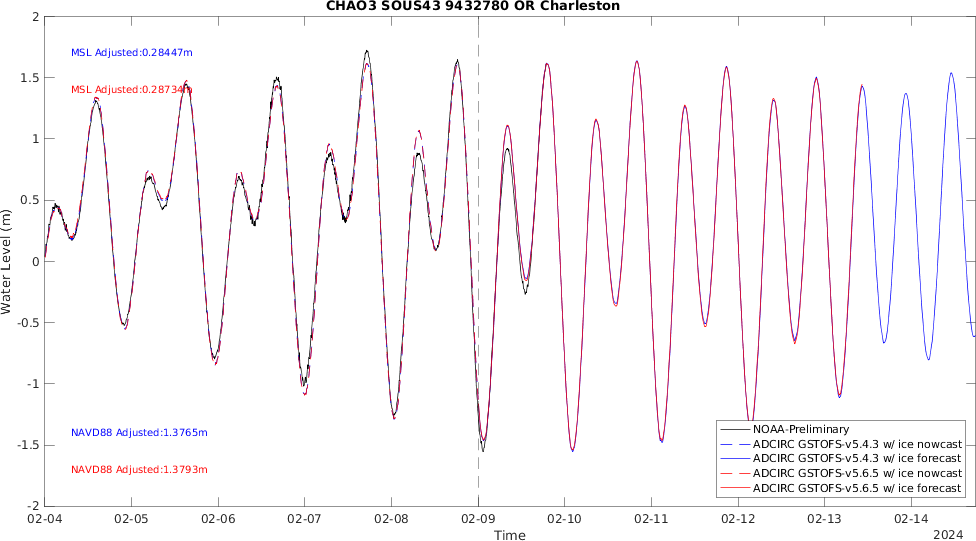 CHAO3 SOUS43 9432780 OR Charleston
2
1.5
1
0.5
0
-0.5
-1
-1.5
-2
Water Level (m)
MSL Adjusted:0.28447m
MSL Adjusted:0.28734m
NAVD88 Adjusted:1.3765m
NAVD88 Adjusted:1.3793m
NOAA-Preliminary
ADCIRC GSTOFS-v5.4.3 w/ ice nowcast
ADCIRC GSTOFS-v5.4.3 w/ ice forecast
ADCIRC GSTOFS-v5.6.5 w/ ice nowcast
ADCIRC GSTOFS-v5.6.5 w/ ice forecast
02-04 02-05 02-06 02-07 02-08 02-09 02-10 02-11 02-12 02-13 02-14
Time
2024